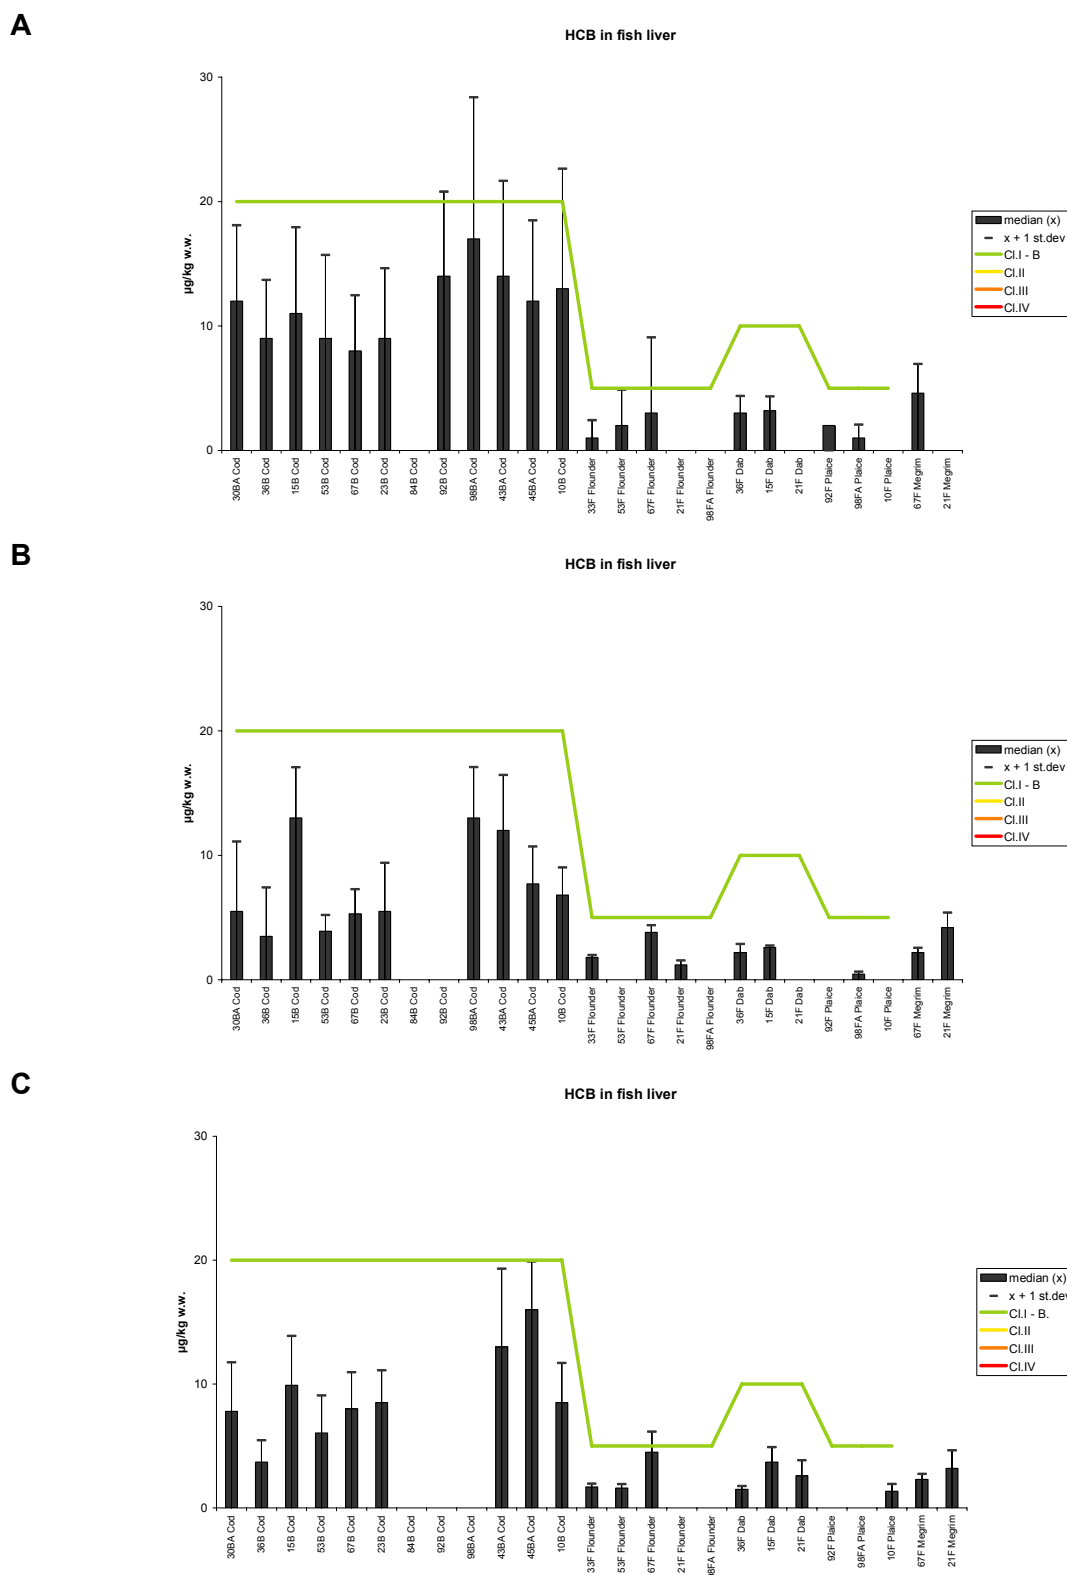 A
HCB in fish liver
30
20
10
0
µg/kg w.w.
median (x)
x + 1 st.dev
Cl.I - B
Cl.II
Cl.III
Cl.IV
30BA Cod
36B Cod
15B Cod
53B Cod
67B Cod
23B Cod
84B Cod
92B Cod
98BA Cod
43BA Cod
45BA Cod
10B Cod
33F Flounder
53F Flounder
67F Flounder
21F Flounder
98FA Flounder
36F Dab
15F Dab
21F Dab
92F Plaice
98FA Plaice
10F Plaice
67F Megrim
21F Megrim
B
HCB in fish liver
30
20
10
0
µg/kg w.w.
median (x)
x + 1 st.dev
Cl.I - B
Cl.II
Cl.III
Cl.IV
30BA Cod
36B Cod
15B Cod
53B Cod
67B Cod
23B Cod
84B Cod
92B Cod
98BA Cod
43BA Cod
45BA Cod
10B Cod
33F Flounder
53F Flounder
67F Flounder
21F Flounder
98FA Flounder
36F Dab
15F Dab
21F Dab
92F Plaice
98FA Plaice
10F Plaice
67F Megrim
21F Megrim
C
HCB in fish liver
30
20
10
0
µg/kg w.w.
median (x)
x + 1 st.dev
Cl.I - B.
Cl.II
Cl.III
Cl.IV
30BA Cod
36B Cod
15B Cod
53B Cod
67B Cod
23B Cod
84B Cod
92B Cod
98BA Cod
43BA Cod
45BA Cod
10B Cod
33F Flounder
53F Flounder
67F Flounder
21F Flounder
98FA Flounder
36F Dab
15F Dab
21F Dab
92F Plaice
98FA Plaice
10F Plaice
67F Megrim
21F Megrim